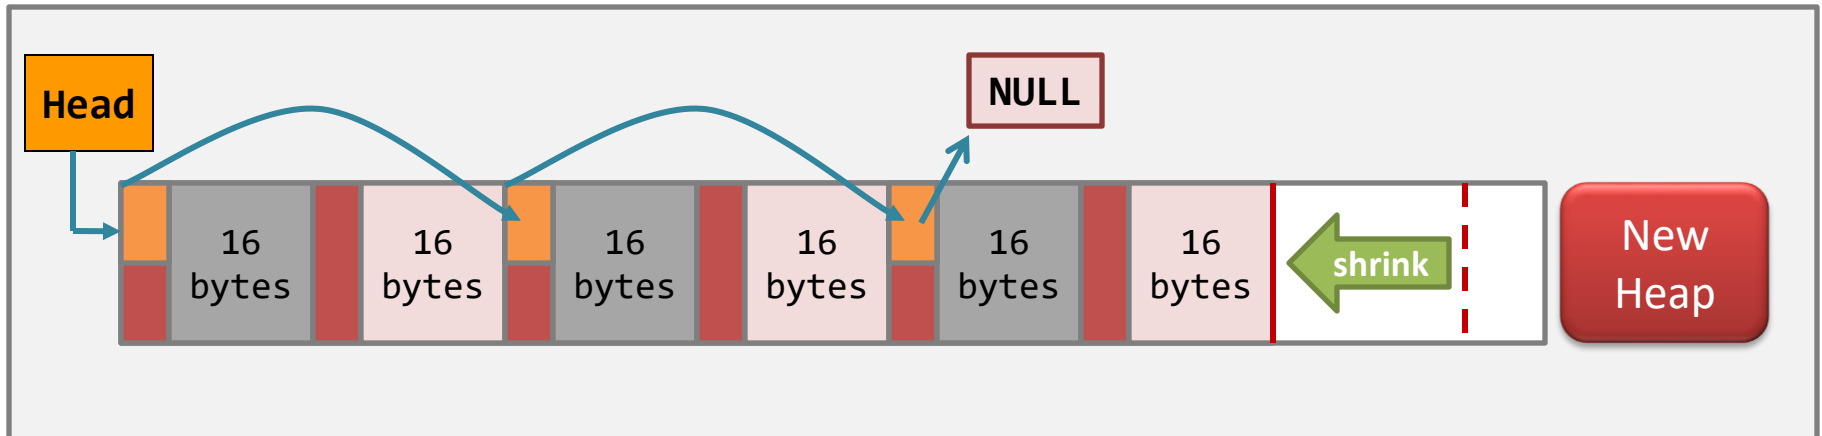 Head
NULL
16
bytes
16
bytes
16
bytes
16
bytes
16
bytes
16
bytes
shrink
New
Heap